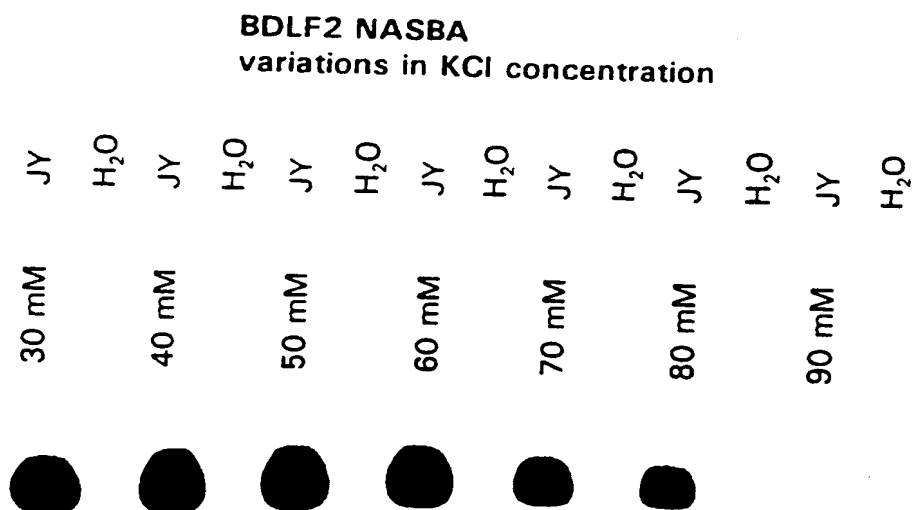 BDLF2 NASBA
variations in KCl concentration
JY H₂O JY H₂O JY H₂O JY H₂O JY H₂O JY H₂O JY H₂O
30 mM 40 mM 50 mM 60 mM 70 mM 80 mM 90 mM